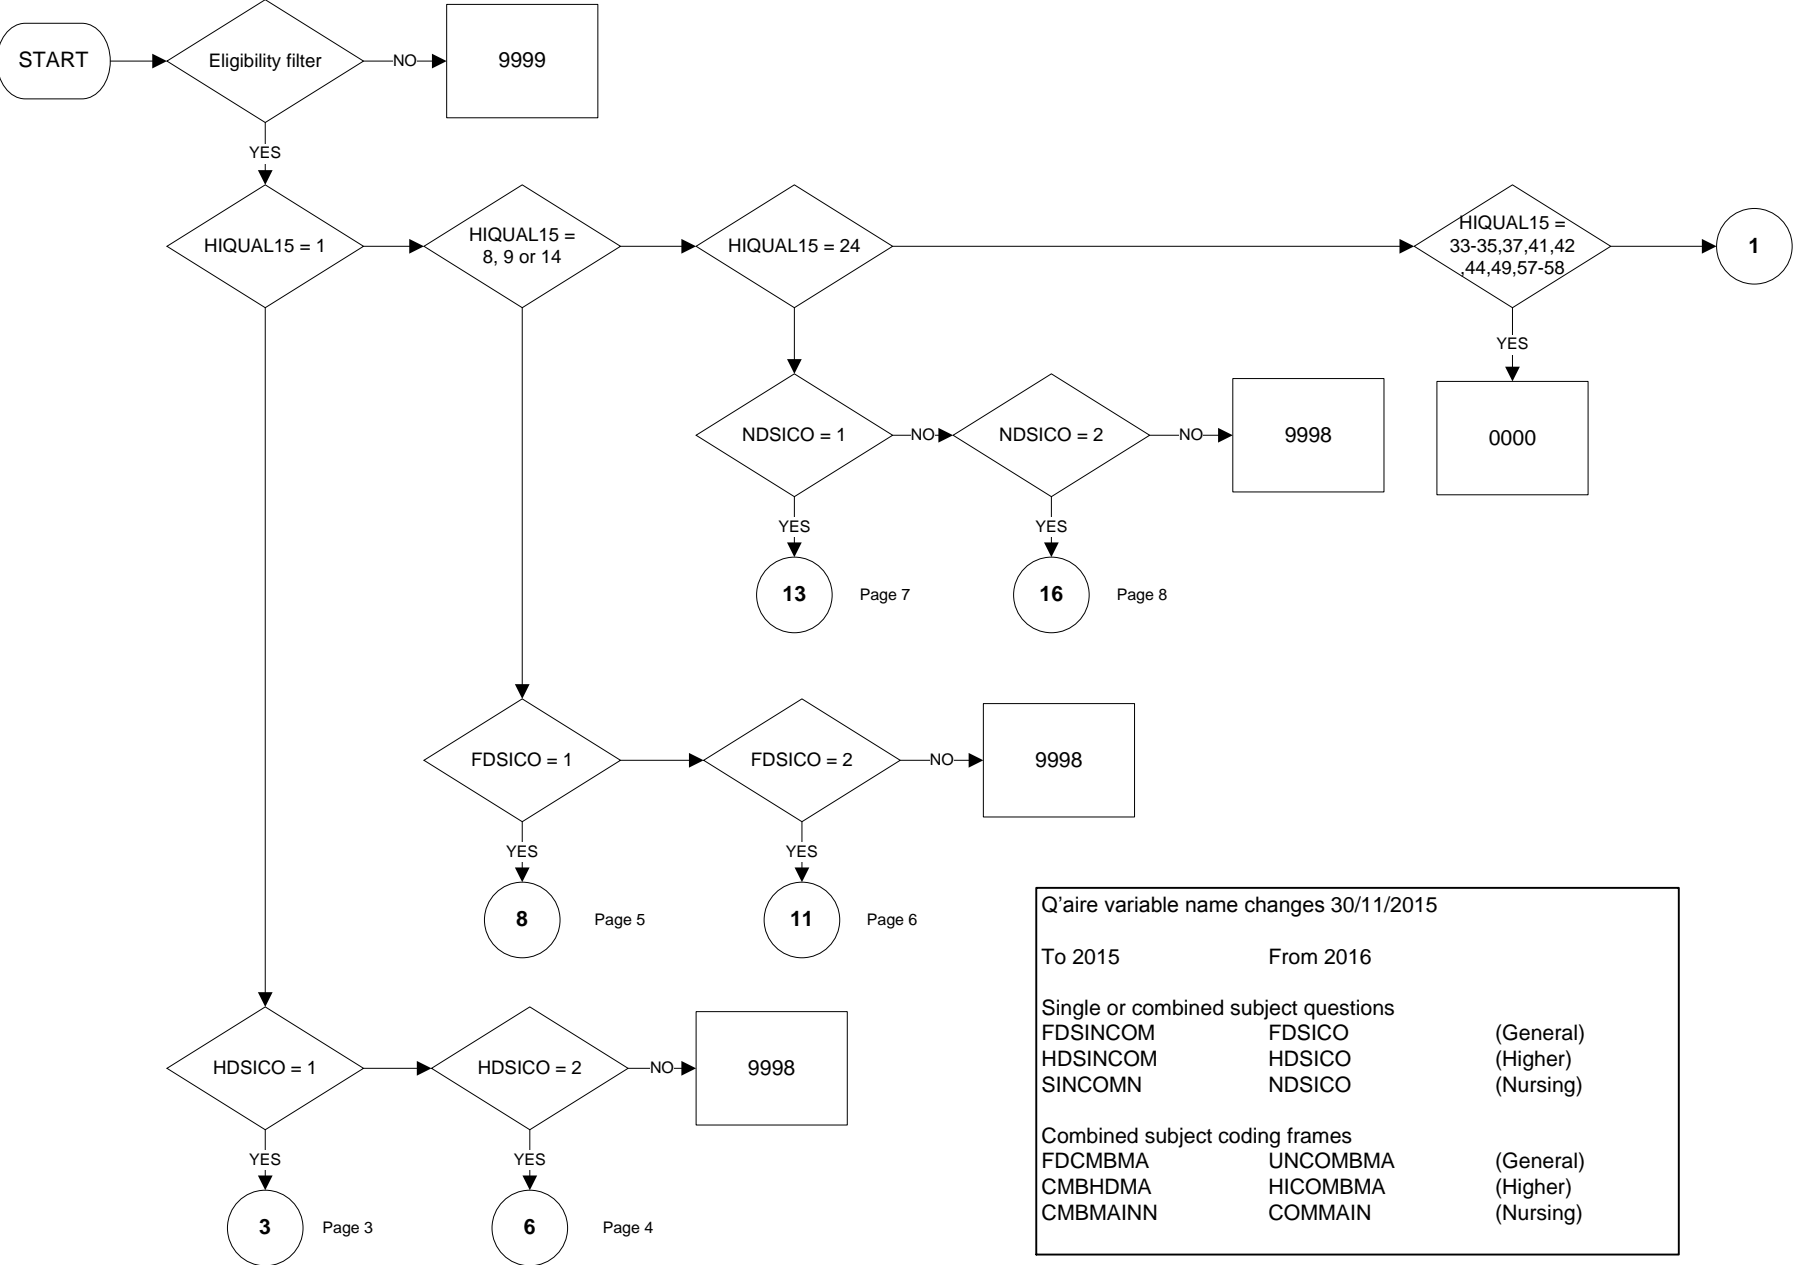 START
Eligibility filter
NO
9999
YES
HIQUAL15 = 1
HIQUAL15 =
8, 9 or 14
HIQUAL15 = 24
HIQUAL15 =
33-35,37,41,42
,44,49,57-58
1
YES
0000
NDSICO = 1
NO
NDSICO = 2
NO
9998
YES
YES
13
Page 7
16
Page 8
FDSICO = 1
FDSICO = 2
NO
9998
YES
YES
8
Page 5
11
Page 6
HDSICO = 1
HDSICO = 2
NO
9998
YES
YES
3
Page 3
6
Page 4
Q'aire variable name changes 30/11/2015
To 2015 From 2016
Single or combined subject questions
FDSINCOM FDSICO (General)
HDSINCOM HDSICO (Higher)
SINCOMN NDSICO (Nursing)
Combined subject coding frames
FDCMBMA UNCOMBMA (General)
CMBHDMA HICOMBMA (Higher)
CMBMAINN COMMAIN (Nursing)